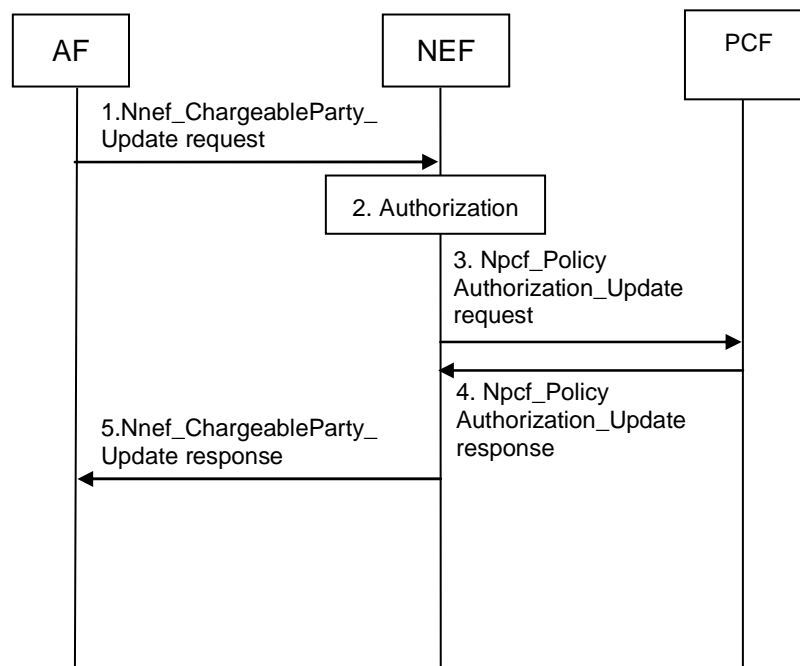 AF
NEF
PCF
1.Nnef_ChargeableParty_
Update request
2. Authorization
3. Npcf_Policy
Authorization_Update
request
4. Npcf_Policy
Authorization_Update
response
5.Nnef_ChargeableParty_
Update response